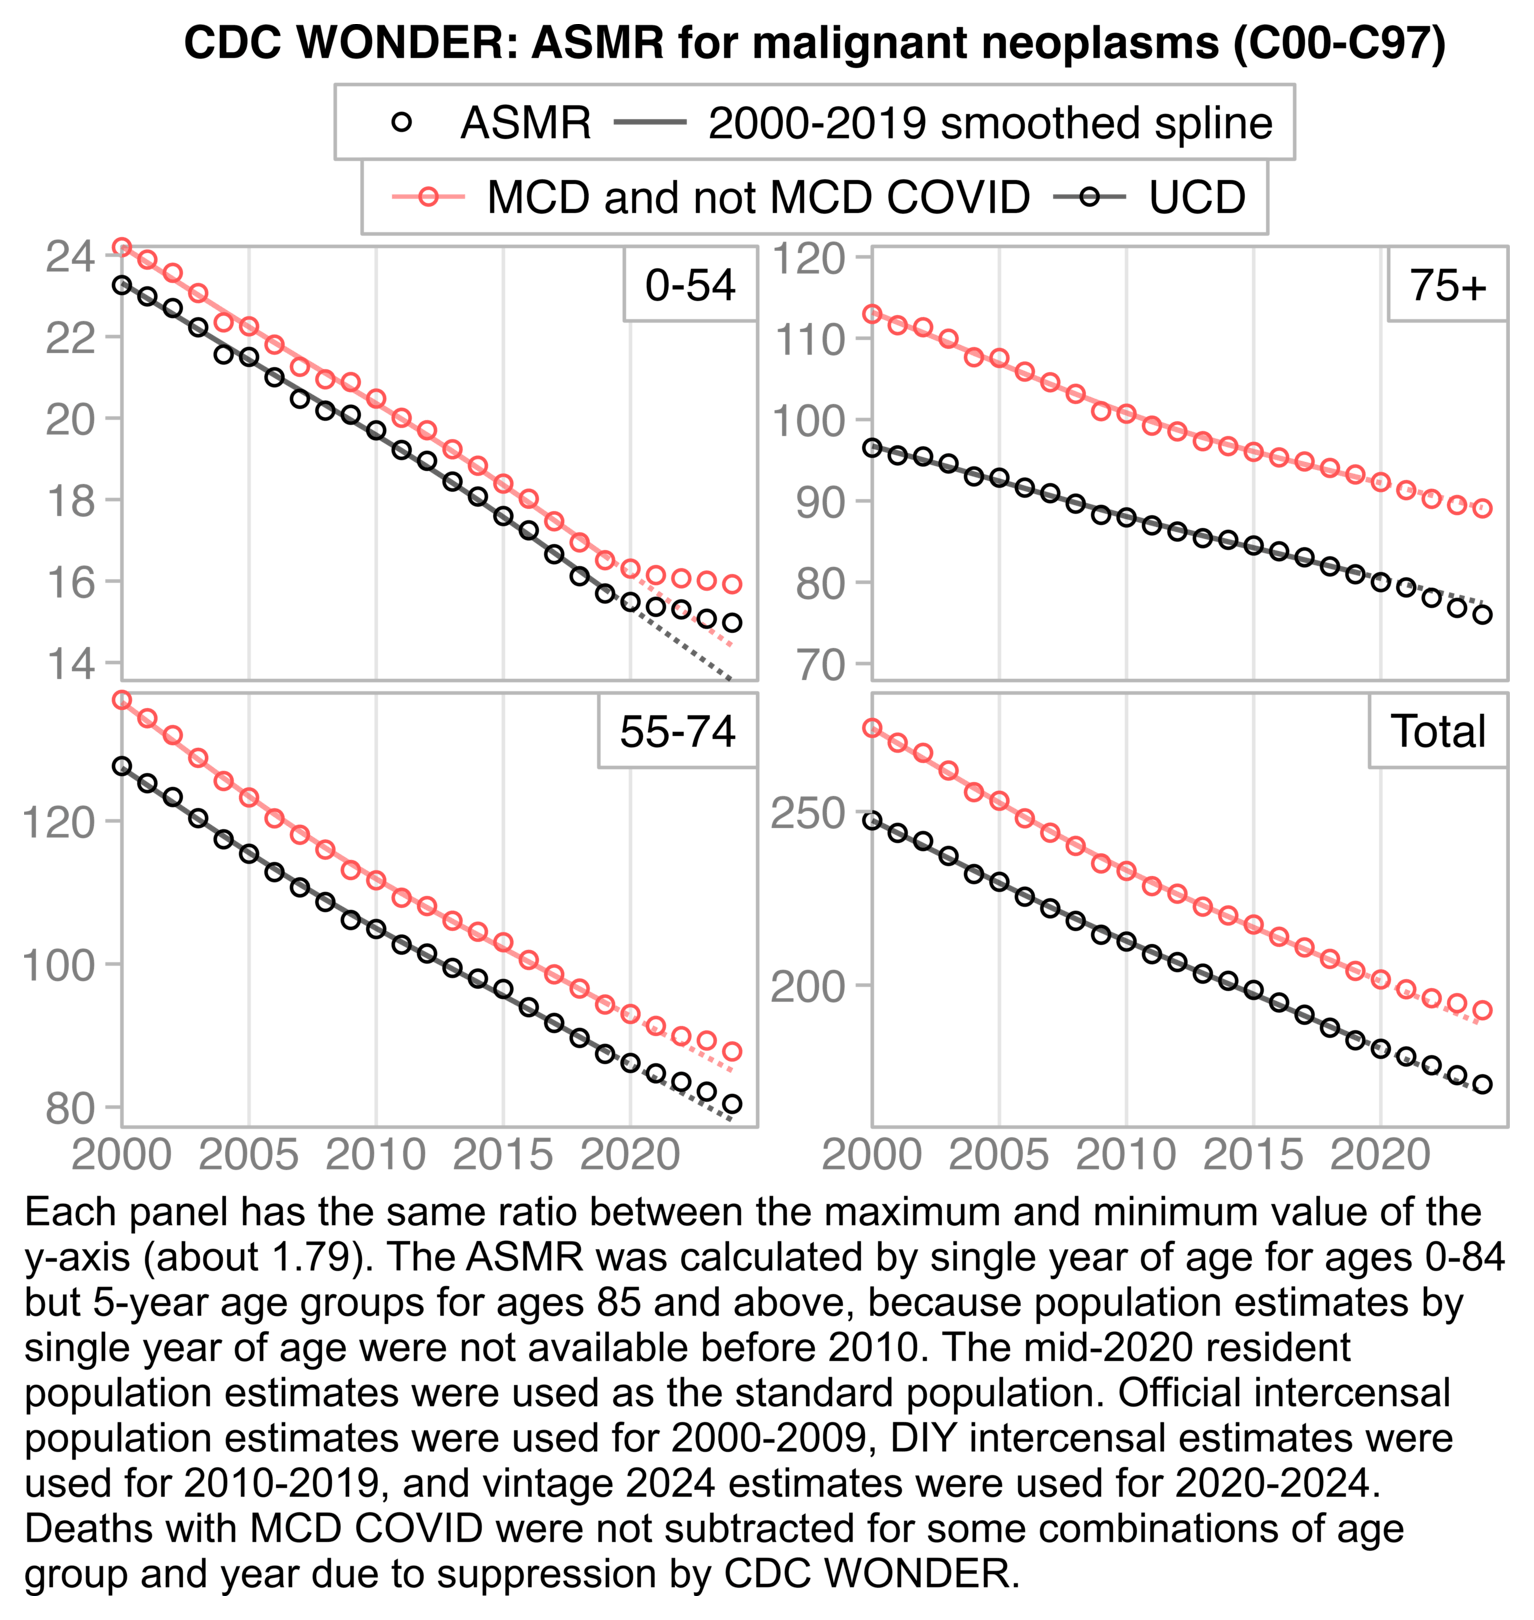 CDC WONDER: ASMR for malignant neoplasms (C00-C97)
ASMR 2000-2019 smoothed spline
MCD and not MCD COVID UCD
0-54
24
22
20
18
16
14
75+
120
110
100
90
80
70
55-74
120
100
80
2000 2005 2010 2015 2020
Total
250
200
2000 2005 2010 2015 2020
Each panel has the same ratio between the maximum and minimum value of the
y-axis (about 1.79). The ASMR was calculated by single year of age for ages 0-84
but 5-year age groups for ages 85 and above, because population estimates by
single year of age were not available before 2010. The mid-2020 resident
population estimates were used as the standard population. Official intercensal
population estimates were used for 2000-2009, DIY intercensal estimates were
used for 2010-2019, and vintage 2024 estimates were used for 2020-2024.
Deaths with MCD COVID were not subtracted for some combinations of age
group and year due to suppression by CDC WONDER.